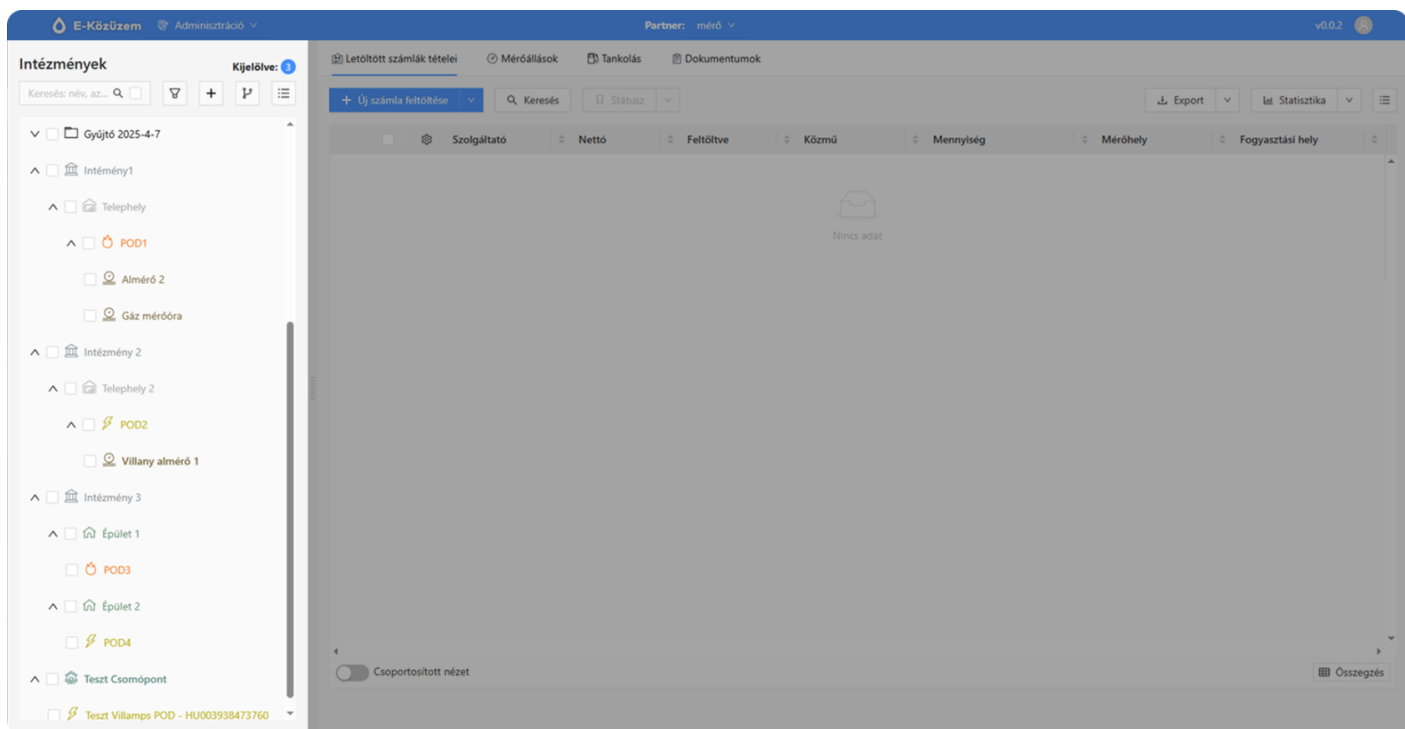 E-Közüzem Adminisztráció Partner: mérő v0.0.2
Intézmények Kijelölve: 3
Keresés: név, az...
Gyűjtő 2025-4-7
Intémény1
Telephely
POD1
Almérő 2
Gáz mérőóra
Intézmény 2
Telephely 2
POD2
Villany almérő 1
Intézmény 3
Épület 1
POD3
Épület 2
POD4
Teszt Csomópont
Teszt Villamps POD - HU003938473760
Letöltött számlák tételei Mérőállások Tankolás Dokumentumok
+ Új számla feltöltése Keresés Státusz Export Statisztika
Szolgáltató Nettó Feltöltve Közmű Mennyiség Mérőhely Fogyasztási hely
Nincs adat
Csoportosított nézet Összegzés